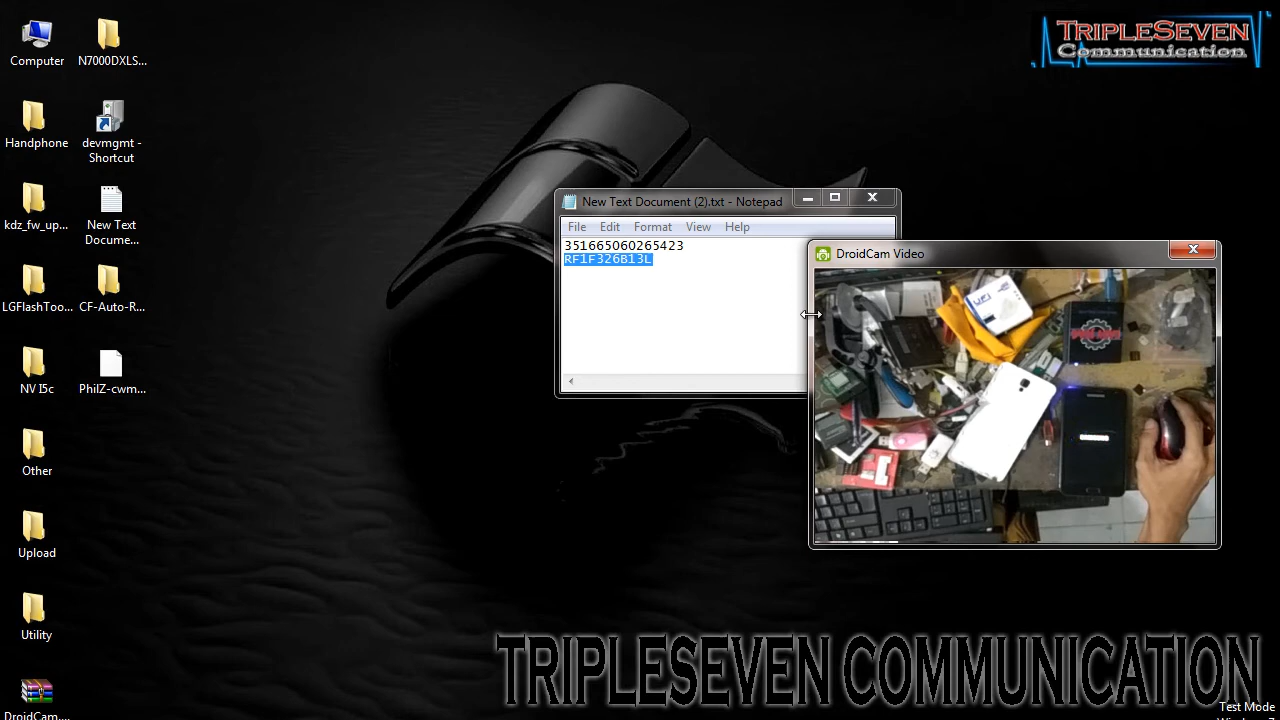 Computer
N7000DXLS...
Handphone
devmgmt -
Shortcut
kdz_fw_up...
New Text
Docume...
LGFlashToo...
CF-Auto-R...
NV I5c
PhilZ-cwm...
Other
Upload
Utility
DroidCam....
TRIPLESEVEN
Communication
New Text Document (2).txt - Notepad
File Edit Format View Help
351665060265423
RF1F326B13L
DroidCam Video
UFI
SAMSUNG
TRIPLESEVEN COMMUNICATION
Test Mode